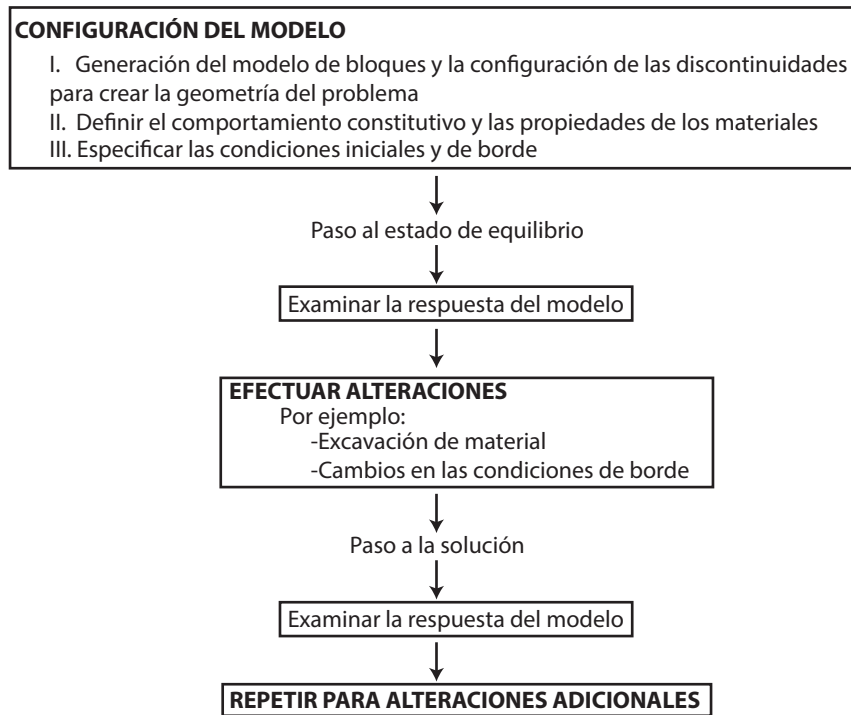 CONFIGURACIÓN DEL MODELO
I. Generación del modelo de bloques y la configuración de las discontinuidades
para crear la geometría del problema
II. Definir el comportamiento constitutivo y las propiedades de los materiales
III. Especificar las condiciones iniciales y de borde
Paso al estado de equilibrio
Examinar la respuesta del modelo
EFECTUAR ALTERACIONES
Por ejemplo:
-Excavación de material
-Cambios en las condiciones de borde
Paso a la solución
Examinar la respuesta del modelo
REPETIR PARA ALTERACIONES ADICIONALES